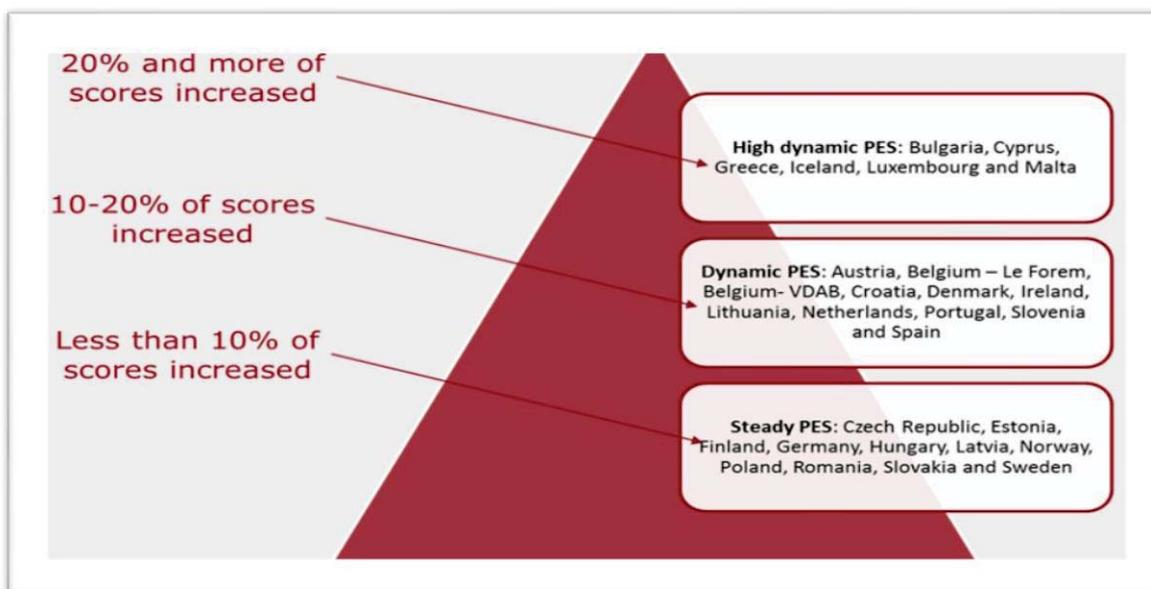 20% and more of
scores increased
High dynamic PES: Bulgaria, Cyprus,
Greece, Iceland, Luxembourg and Malta
10-20% of scores
increased
Dynamic PES: Austria, Belgium – Le Forem,
Belgium- VDAB, Croatia, Denmark, Ireland,
Lithuania, Netherlands, Portugal, Slovenia
and Spain
Less than 10% of
scores increased
Steady PES: Czech Republic, Estonia,
Finland, Germany, Hungary, Latvia, Norway,
Poland, Romania, Slovakia and Sweden